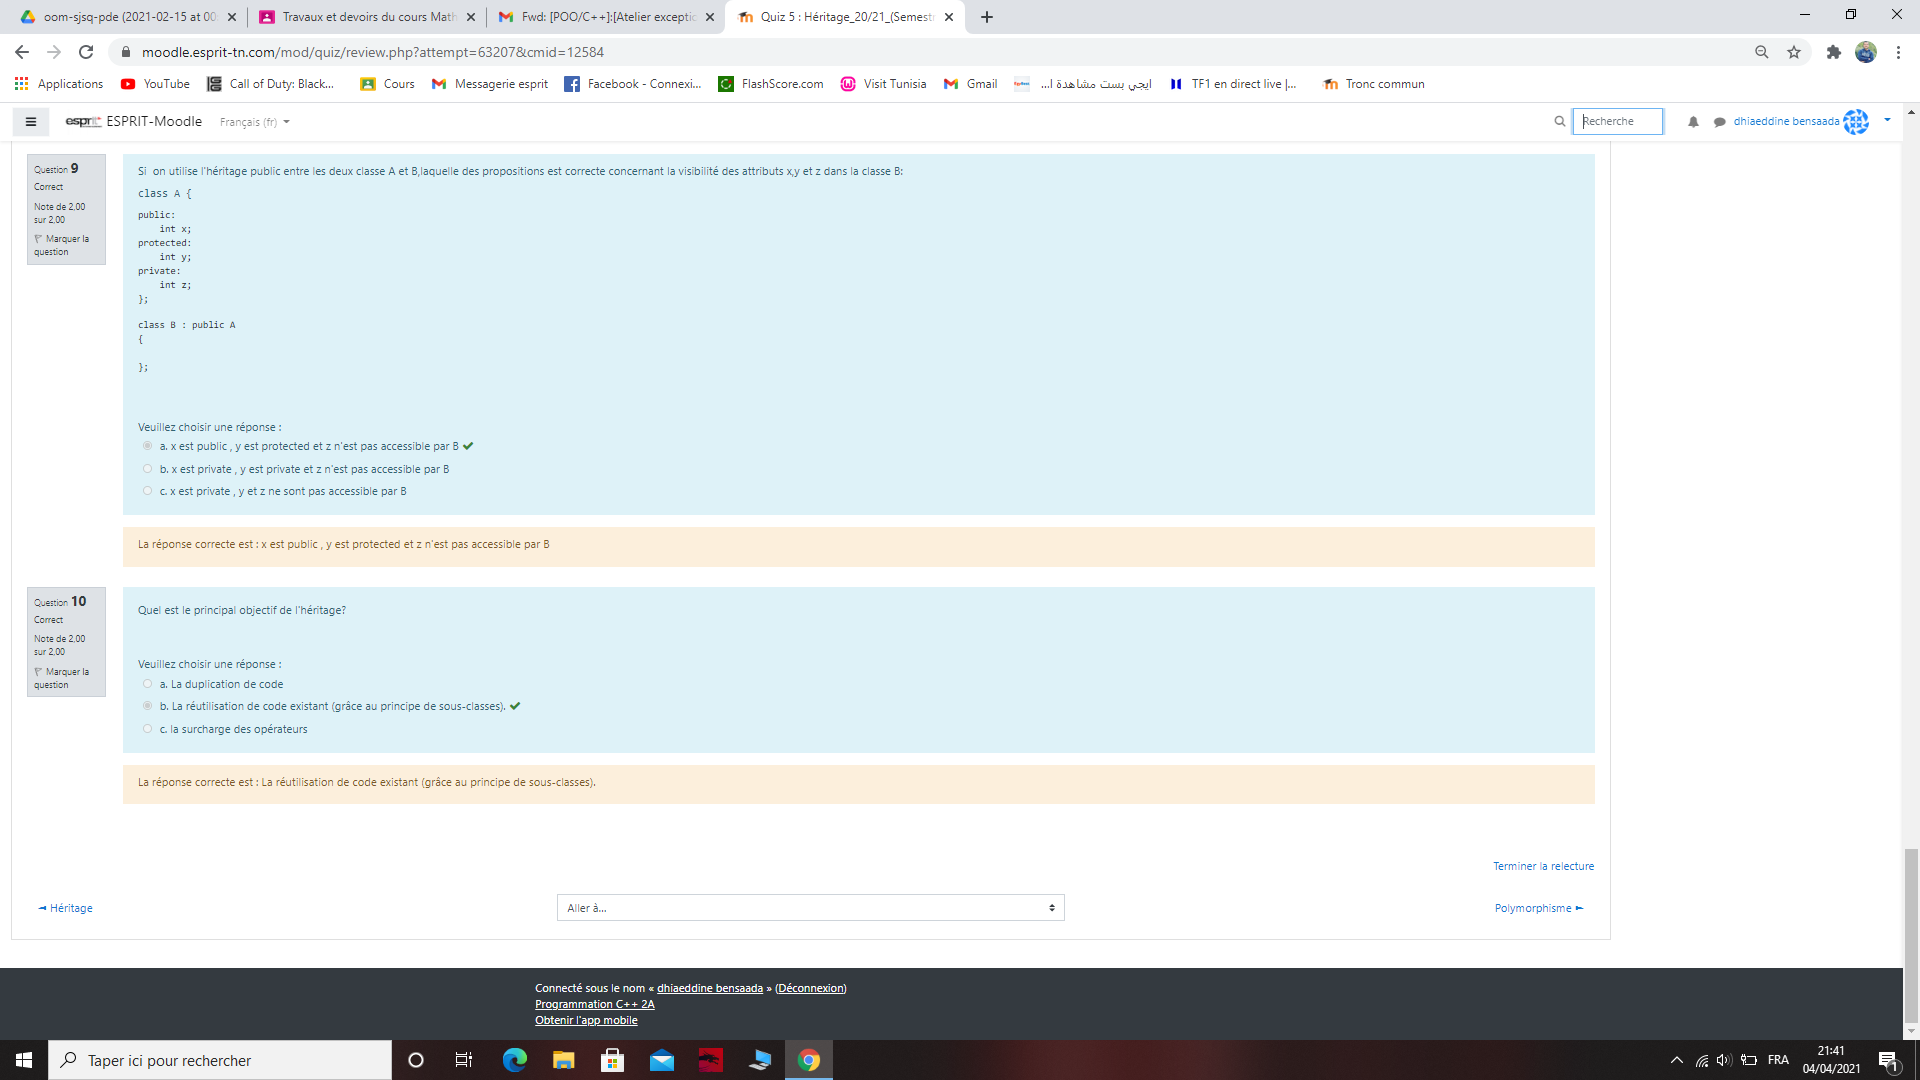 oom-sjsq-pde (2021-02-15 at 00
Travaux et devoirs du cours Math
Fwd: [POO/C++]:[Atelier exceptio
Quiz 5 : Héritage_20/21_(Semestr
moodle.esprit-tn.com/mod/quiz/review.php?attempt=63207&cmid=12584
Applications
YouTube
Call of Duty: Black...
Cours
Messagerie esprit
Facebook - Connexi...
FlashScore.com
Visit Tunisia
Gmail
ايجي بست مشاهدة ا...
TF1 en direct live |...
Tronc commun
esprit ESPRIT-Moodle
Français (fr)
Recherche
dhiaeddine bensaada
Question 9
Correct
Note de 2,00
sur 2,00
Marquer la
question
Si on utilise l'héritage public entre les deux classe A et B,laquelle des propositions est correcte concernant la visibilité des attributs x,y et z dans la classe B:
class A {
public:
int x;
protected:
int y;
private:
int z;
};
class B : public A
{
};
Veuillez choisir une réponse :
a. x est public , y est protected et z n'est pas accessible par B
b. x est private , y est private et z n'est pas accessible par B
c. x est private , y et z ne sont pas accessible par B
La réponse correcte est : x est public , y est protected et z n'est pas accessible par B
Question 10
Correct
Note de 2,00
sur 2,00
Marquer la
question
Quel est le principal objectif de l'héritage?
Veuillez choisir une réponse :
a. La duplication de code
b. La réutilisation de code existant (grâce au principe de sous-classes).
c. la surcharge des opérateurs
La réponse correcte est : La réutilisation de code existant (grâce au principe de sous-classes).
Terminer la relecture
◄ Héritage
Aller à...
Polymorphisme ►
Connecté sous le nom « dhiaeddine bensaada » (Déconnexion)
Programmation C++ 2A
Obtenir l'app mobile
Taper ici pour rechercher
FRA
21:41
04/04/2021
1